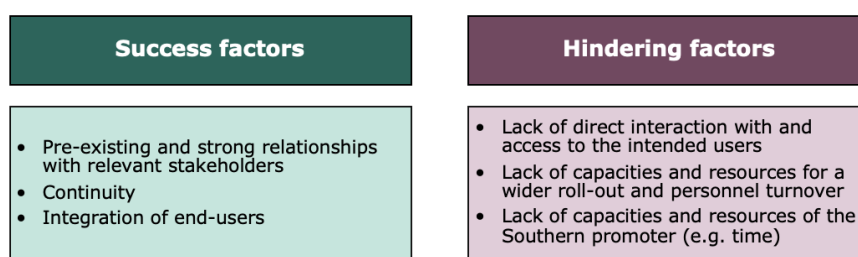 Success factors
• Pre-existing and strong relationships
with relevant stakeholders
• Continuity
• Integration of end-users
Hindering factors
• Lack of direct interaction with and
access to the intended users
• Lack of capacities and resources for a
wider roll-out and personnel turnover
• Lack of capacities and resources of the
Southern promoter (e.g. time)